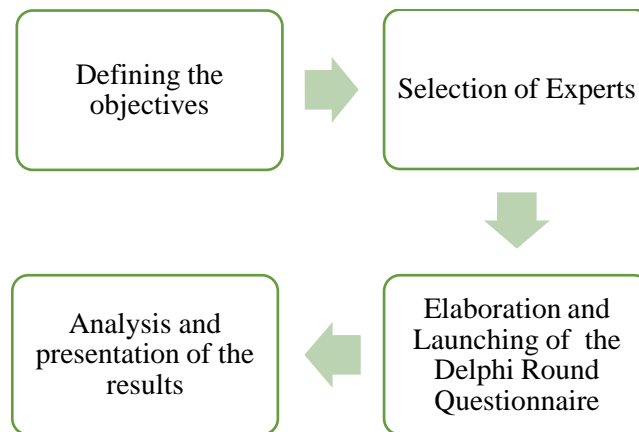 Defining the
objectives
Selection of Experts
Elaboration and
Launching of the
Delphi Round
Questionnaire
Analysis and
presentation of the
results